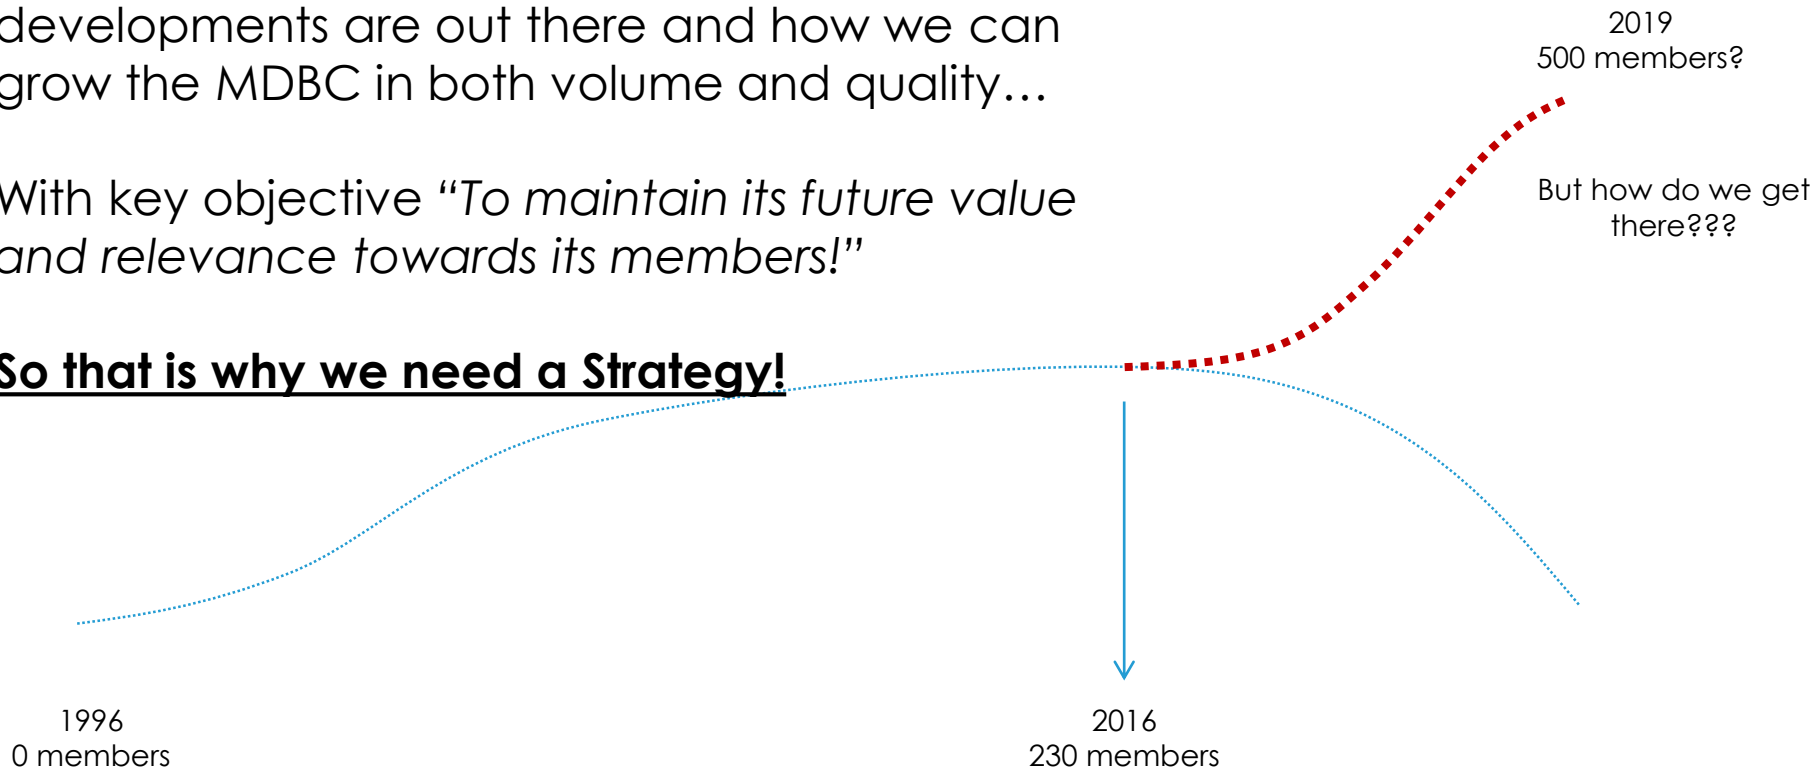 developments are out there and how we can
grow the MDBC in both volume and quality…
With key objective “To maintain its future value
and relevance towards its members!”
So that is why we need a Strategy!
2019
500 members?
But how do we get
there???
1996
0 members
2016
230 members